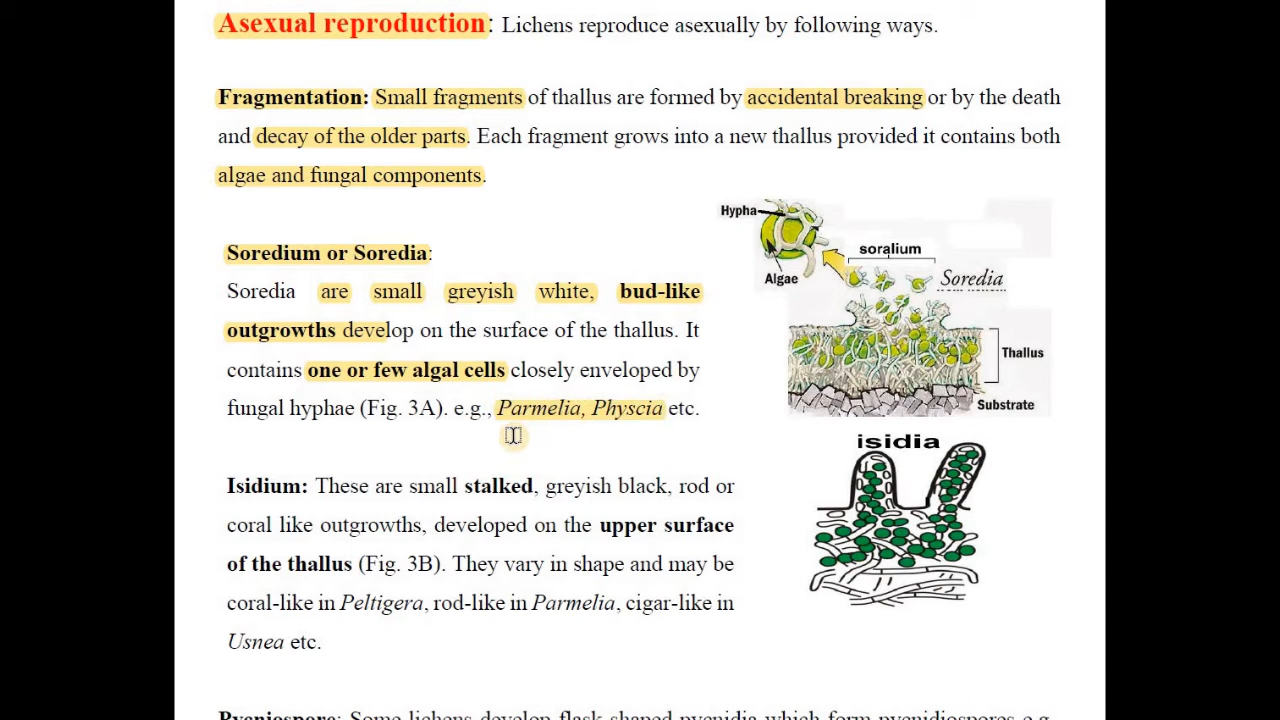 Asexual reproduction: Lichens reproduce asexually by following ways.
Fragmentation: Small fragments of thallus are formed by accidental breaking or by the death
and decay of the older parts. Each fragment grows into a new thallus provided it contains both
algae and fungal components.
Soredium or Soredia:
Soredia are small greyish white, bud-like
outgrowths develop on the surface of the thallus. It
contains one or few algal cells closely enveloped by
fungal hyphae (Fig. 3A). e.g., Parmelia, Physcia etc.
Hypha
Algae
soralium
Soredia
Thallus
Substrate
isidia
Isidium: These are small stalked, greyish black, rod or
coral like outgrowths, developed on the upper surface
of the thallus (Fig. 3B). They vary in shape and may be
coral-like in Peltigera, rod-like in Parmelia, cigar-like in
Usnea etc.
Pycniospore: Some lichens develop flask shaped pycnidia which form pycnidiospores e.g.